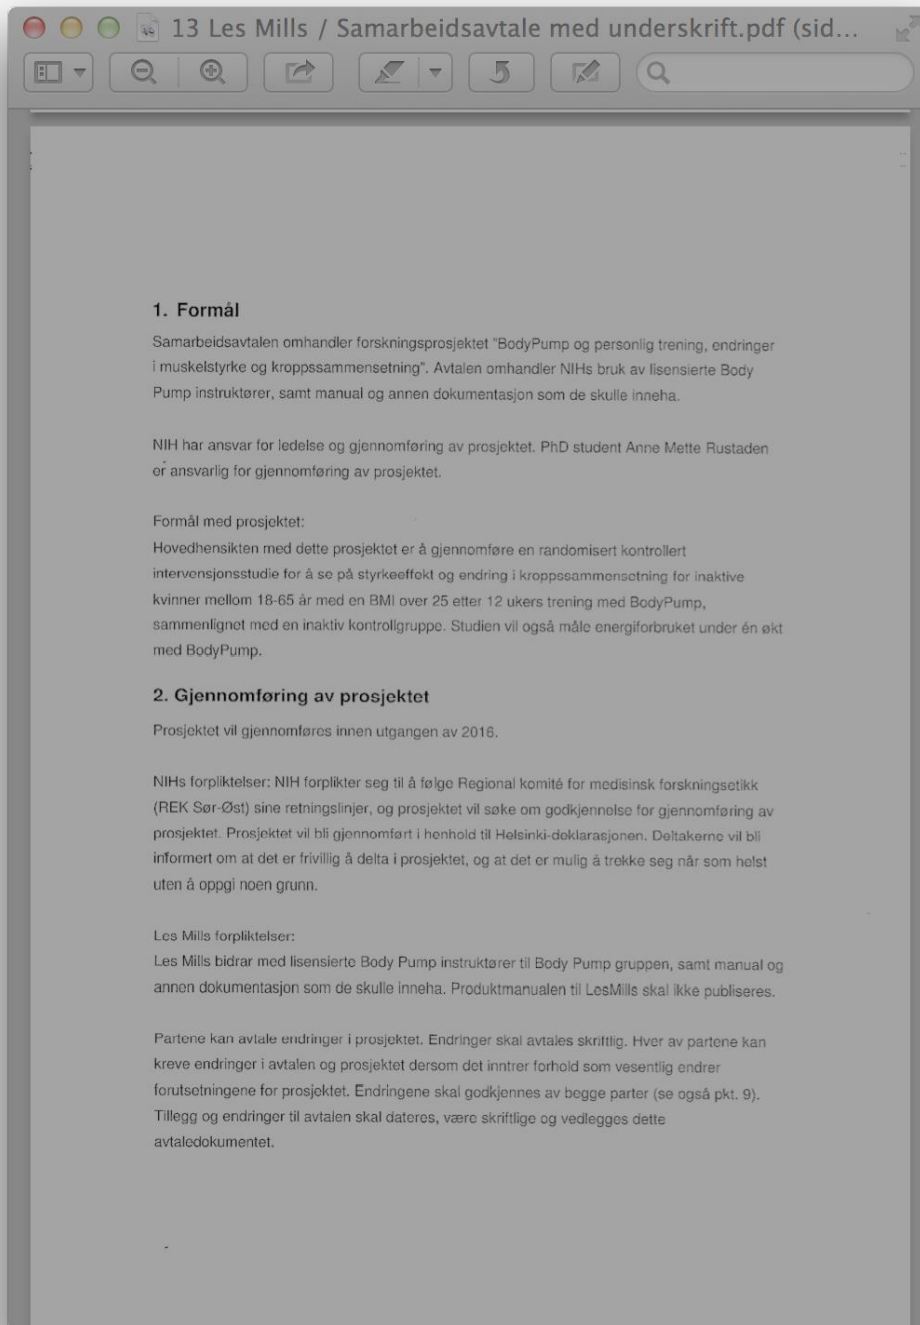 13 Les Mills / Samarbeidsavtale med underskrift.pdf (sid...
1. Formål
Samarbeidsavtalen omhandler forskningsprosjektet "BodyPump og personlig trening, endringer
i muskelstyrke og kroppssammensetning". Avtalen omhandler NIHs bruk av lisensierte Body
Pump instruktører, samt manual og annen dokumentasjon som de skulle inneha.
NIH har ansvar for ledelse og gjennomføring av prosjektet. PhD student Anne Mette Rustaden
er ansvarlig for gjennomføring av prosjektet.
Formål med prosjektet:
Hovedhensikten med dette prosjektet er å gjennomføre en randomisert kontrollert
intervensjonsstudie for å se på styrkeeffekt og endring i kroppssammensetning for inaktive
kvinner mellom 18-65 år med en BMI over 25 etter 12 ukers trening med BodyPump,
sammenlignet med en inaktiv kontrollgruppe. Studien vil også måle energiforbruket under én økt
med BodyPump.
2. Gjennomføring av prosjektet
Prosjektet vil gjennomføres innen utgangen av 2016.
NIHs forpliktelser: NIH forplikter seg til å følge Regional komité for medisinsk forskningsetikk
(REK Sør-Øst) sine retningslinjer, og prosjektet vil søke om godkjennelse for gjennomføring av
prosjektet. Prosjektet vil bli gjennomført i henhold til Helsinki-deklarasjonen. Deltakerne vil bli
informert om at det er frivillig å delta i prosjektet, og at det er mulig å trekke seg når som helst
uten å oppgi noen grunn.
Les Mills forpliktelser:
Les Mills bidrar med lisensierte Body Pump instruktører til Body Pump gruppen, samt manual og
annen dokumentasjon som de skulle inneha. Produktmanualen til LesMills skal ikke publiseres.
Partene kan avtale endringer i prosjektet. Endringer skal avtales skriftlig. Hver av partene kan
kreve endringer i avtalen og prosjektet dersom det inntrer forhold som vesentlig endrer
forutsetningene for prosjektet. Endringene skal godkjennes av begge parter (se også pkt. 9).
Tillegg og endringer til avtalen skal dateres, være skriftlige og vedlegges dette
avtaledokumentet.